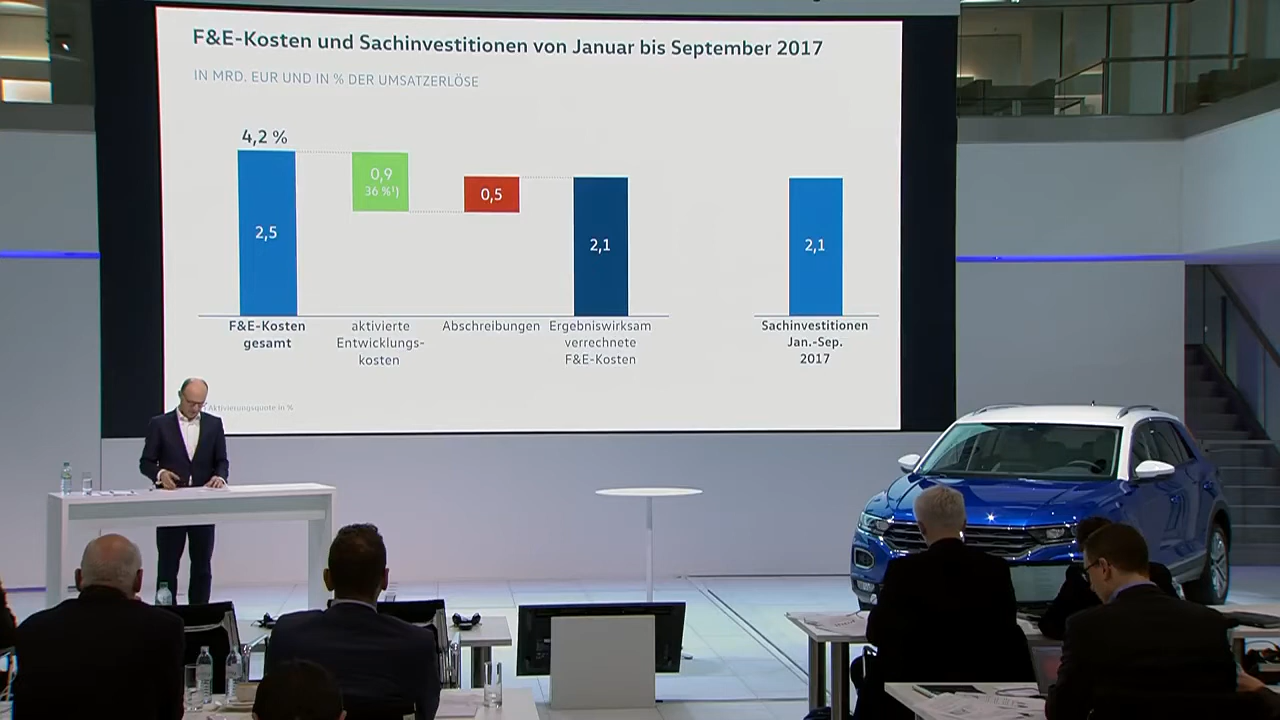 F&E-Kosten und Sachinvestitionen von Januar bis September 2017
IN MRD. EUR UND IN % DER UMSATZERLÖSE
4,2 %
2,5
0,9
36 %¹)
0,5
2,1
2,1
F&E-Kosten
gesamt
aktivierte
Entwicklungs-
kosten
Abschreibungen
Ergebniswirksam
verrechnete
F&E-Kosten
Sachinvestitionen
Jan.-Sep.
2017
Aktivierungsquote in %